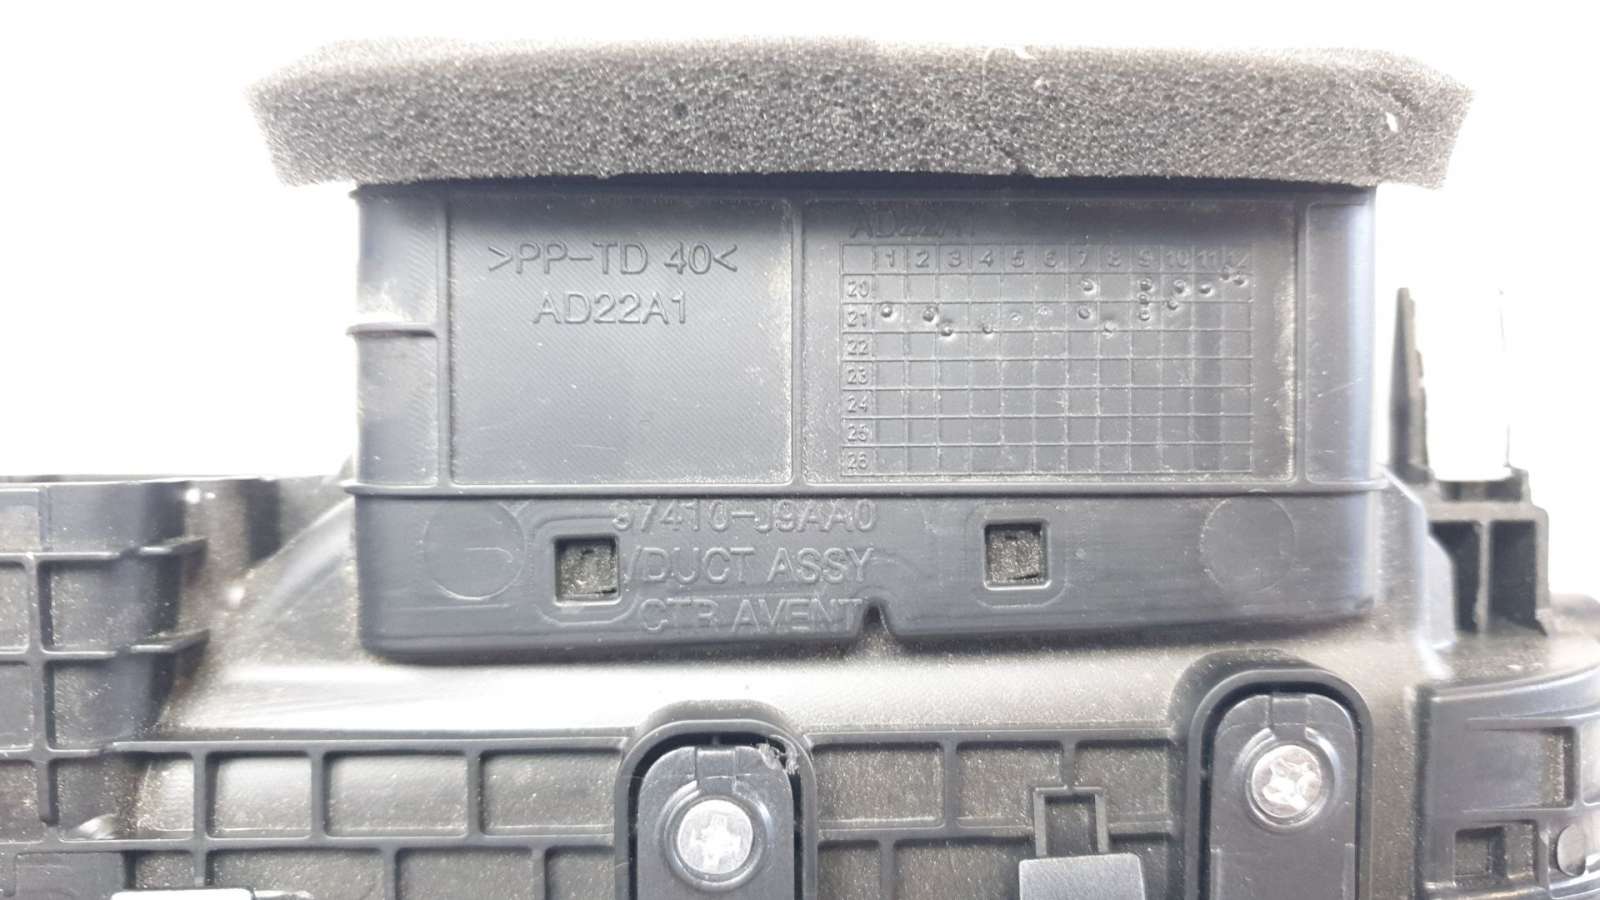 >PP-TD 40<
AD22A1
AD22A1
1 2 3 4 5 6 7 8 9 10 11 12
20
21
22
23
24
25
26
97410-J9AA0
/DUCT ASSY
CTR AVENT